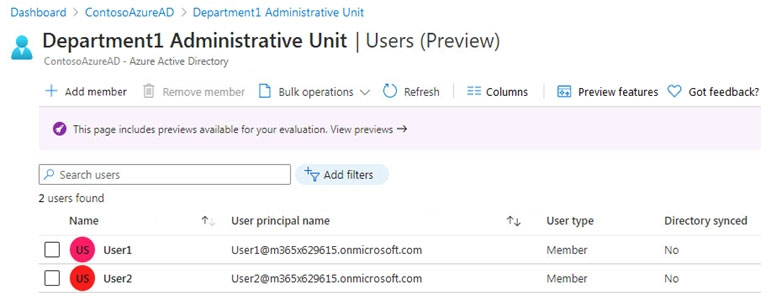 Dashboard > ContosoAzureAD > Department1 Administrative Unit
Department1 Administrative Unit | Users (Preview)
ContosoAzureAD - Azure Active Directory
+ Add member Remove member Bulk operations Refresh Columns Preview features Got feedback?
This page includes previews available for your evaluation. View previews →
Search users Add filters
2 users found
Name ↑↓ User principal name ↑↓ User type Directory synced
US User1 User1@m365x629615.onmicrosoft.com Member No
US User2 User2@m365x629615.onmicrosoft.com Member No